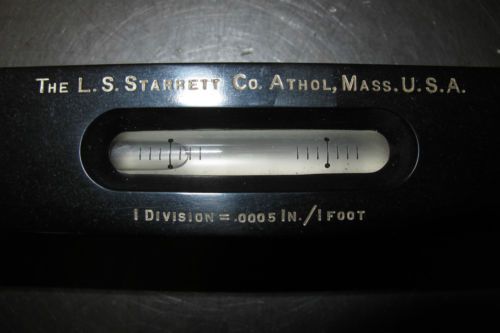 THE L. S. STARRETT CO. ATHOL, MASS. U. S. A.
1 DIVISION = .0005 IN. / 1 FOOT